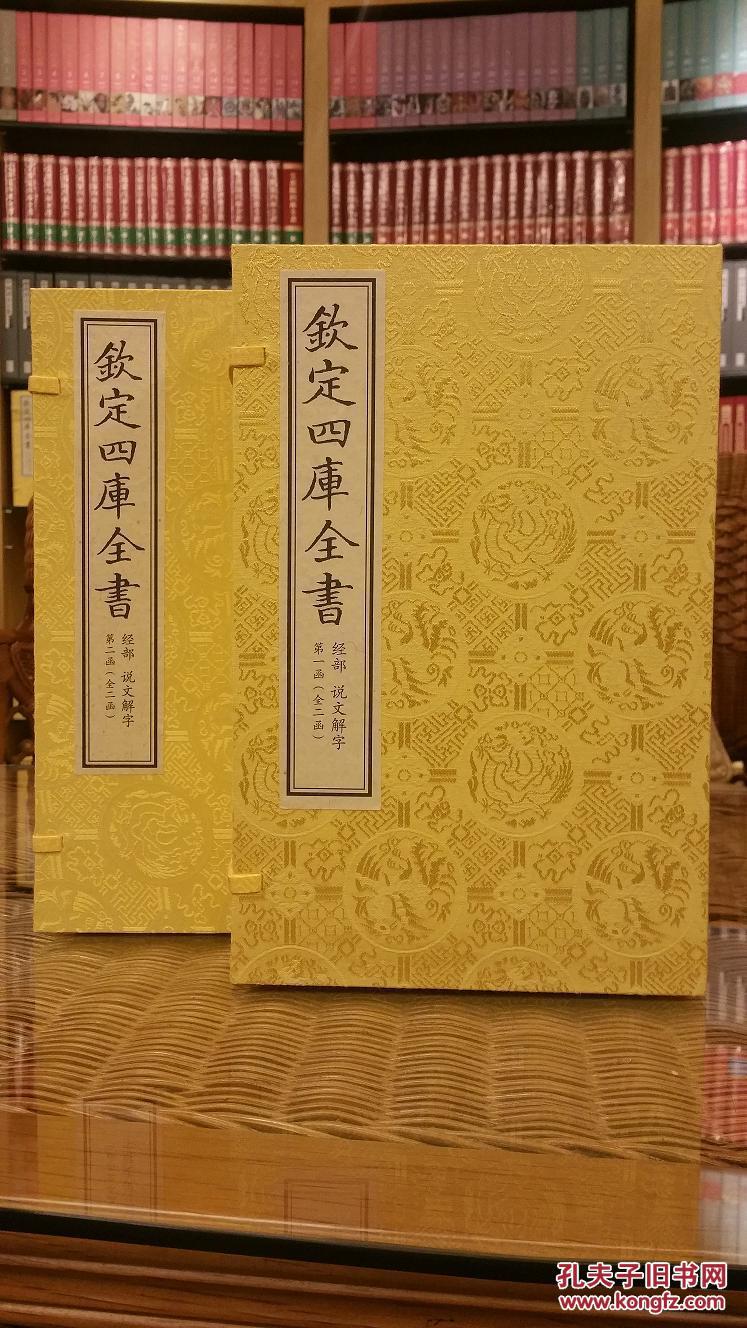 欽定四庫全書
经部 说文解字
第一函(全二函)
欽定四庫全書
经部 说文解字
第二函(全二函)
孔夫子旧书网
www.kongfz.com